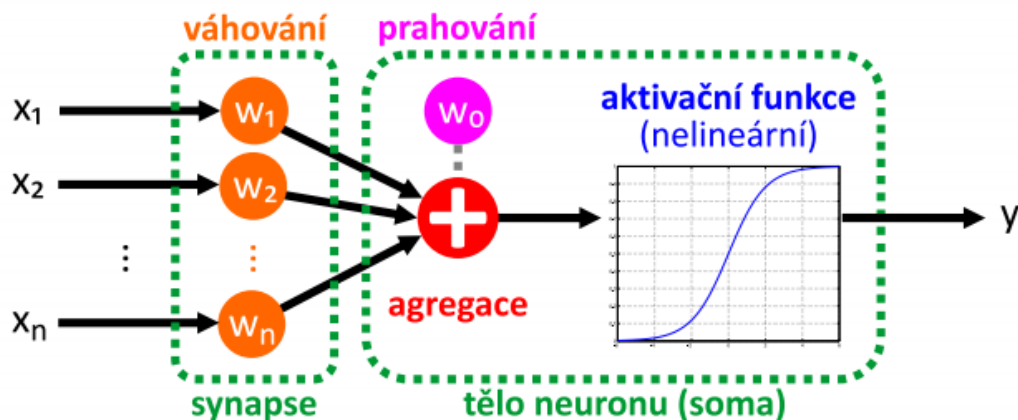 váhování
prahování
x₁
w₁
w₀
aktivační funkce
(nelineární)
x₂
w₂
y
⋮
⋮
agregace
xₙ
wₙ
synapse
tělo neuronu (soma)